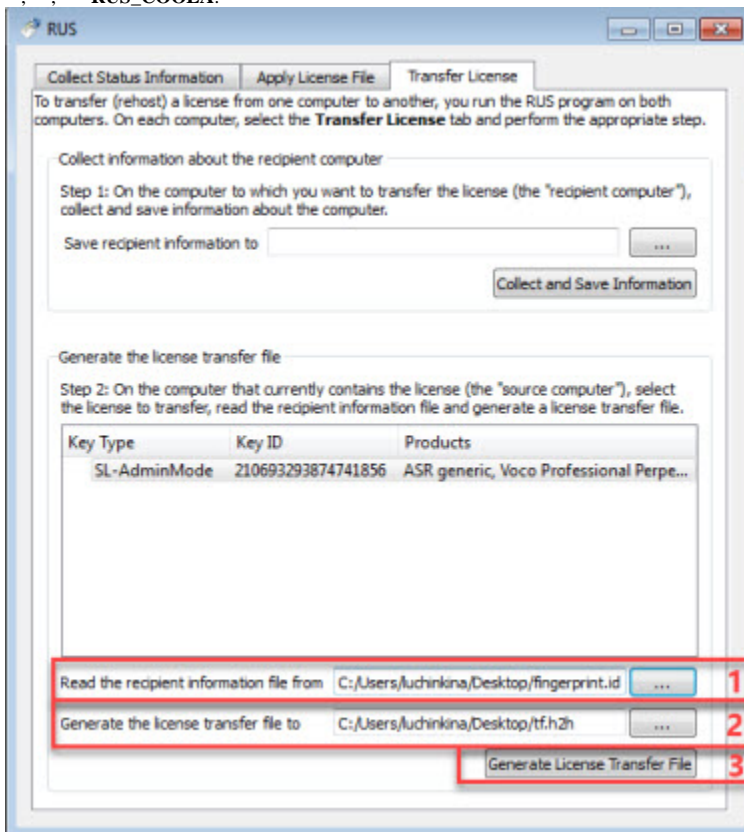 RUS_COOLA.
RUS
Collect Status Information Apply License File Transfer License
To transfer (rehost) a license from one computer to another, you run the RUS program on both
computers. On each computer, select the Transfer License tab and perform the appropriate step.
Collect information about the recipient computer
Step 1: On the computer to which you want to transfer the license (the "recipient computer"),
collect and save information about the computer.
Save recipient information to ...
Collect and Save Information
Generate the license transfer file
Step 2: On the computer that currently contains the license (the "source computer"), select
the license to transfer, read the recipient information file and generate a license transfer file.
Key Type Key ID Products
SL-AdminMode 210693293874741856 ASR generic, Voco Professional Perpe...
Read the recipient information file from C:/Users/luchinkina/Desktop/fingerprint.id ... 1
Generate the license transfer file to C:/Users/luchinkina/Desktop/tf.h2h ... 2
Generate License Transfer File 3